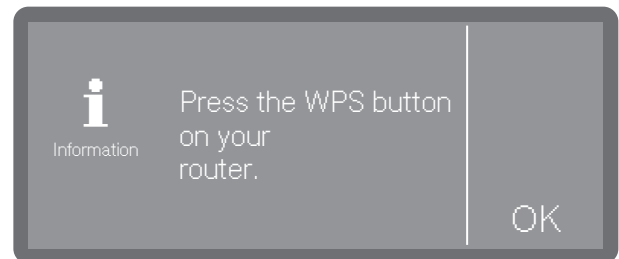 Information
Press the WPS button
on your
router.
OK